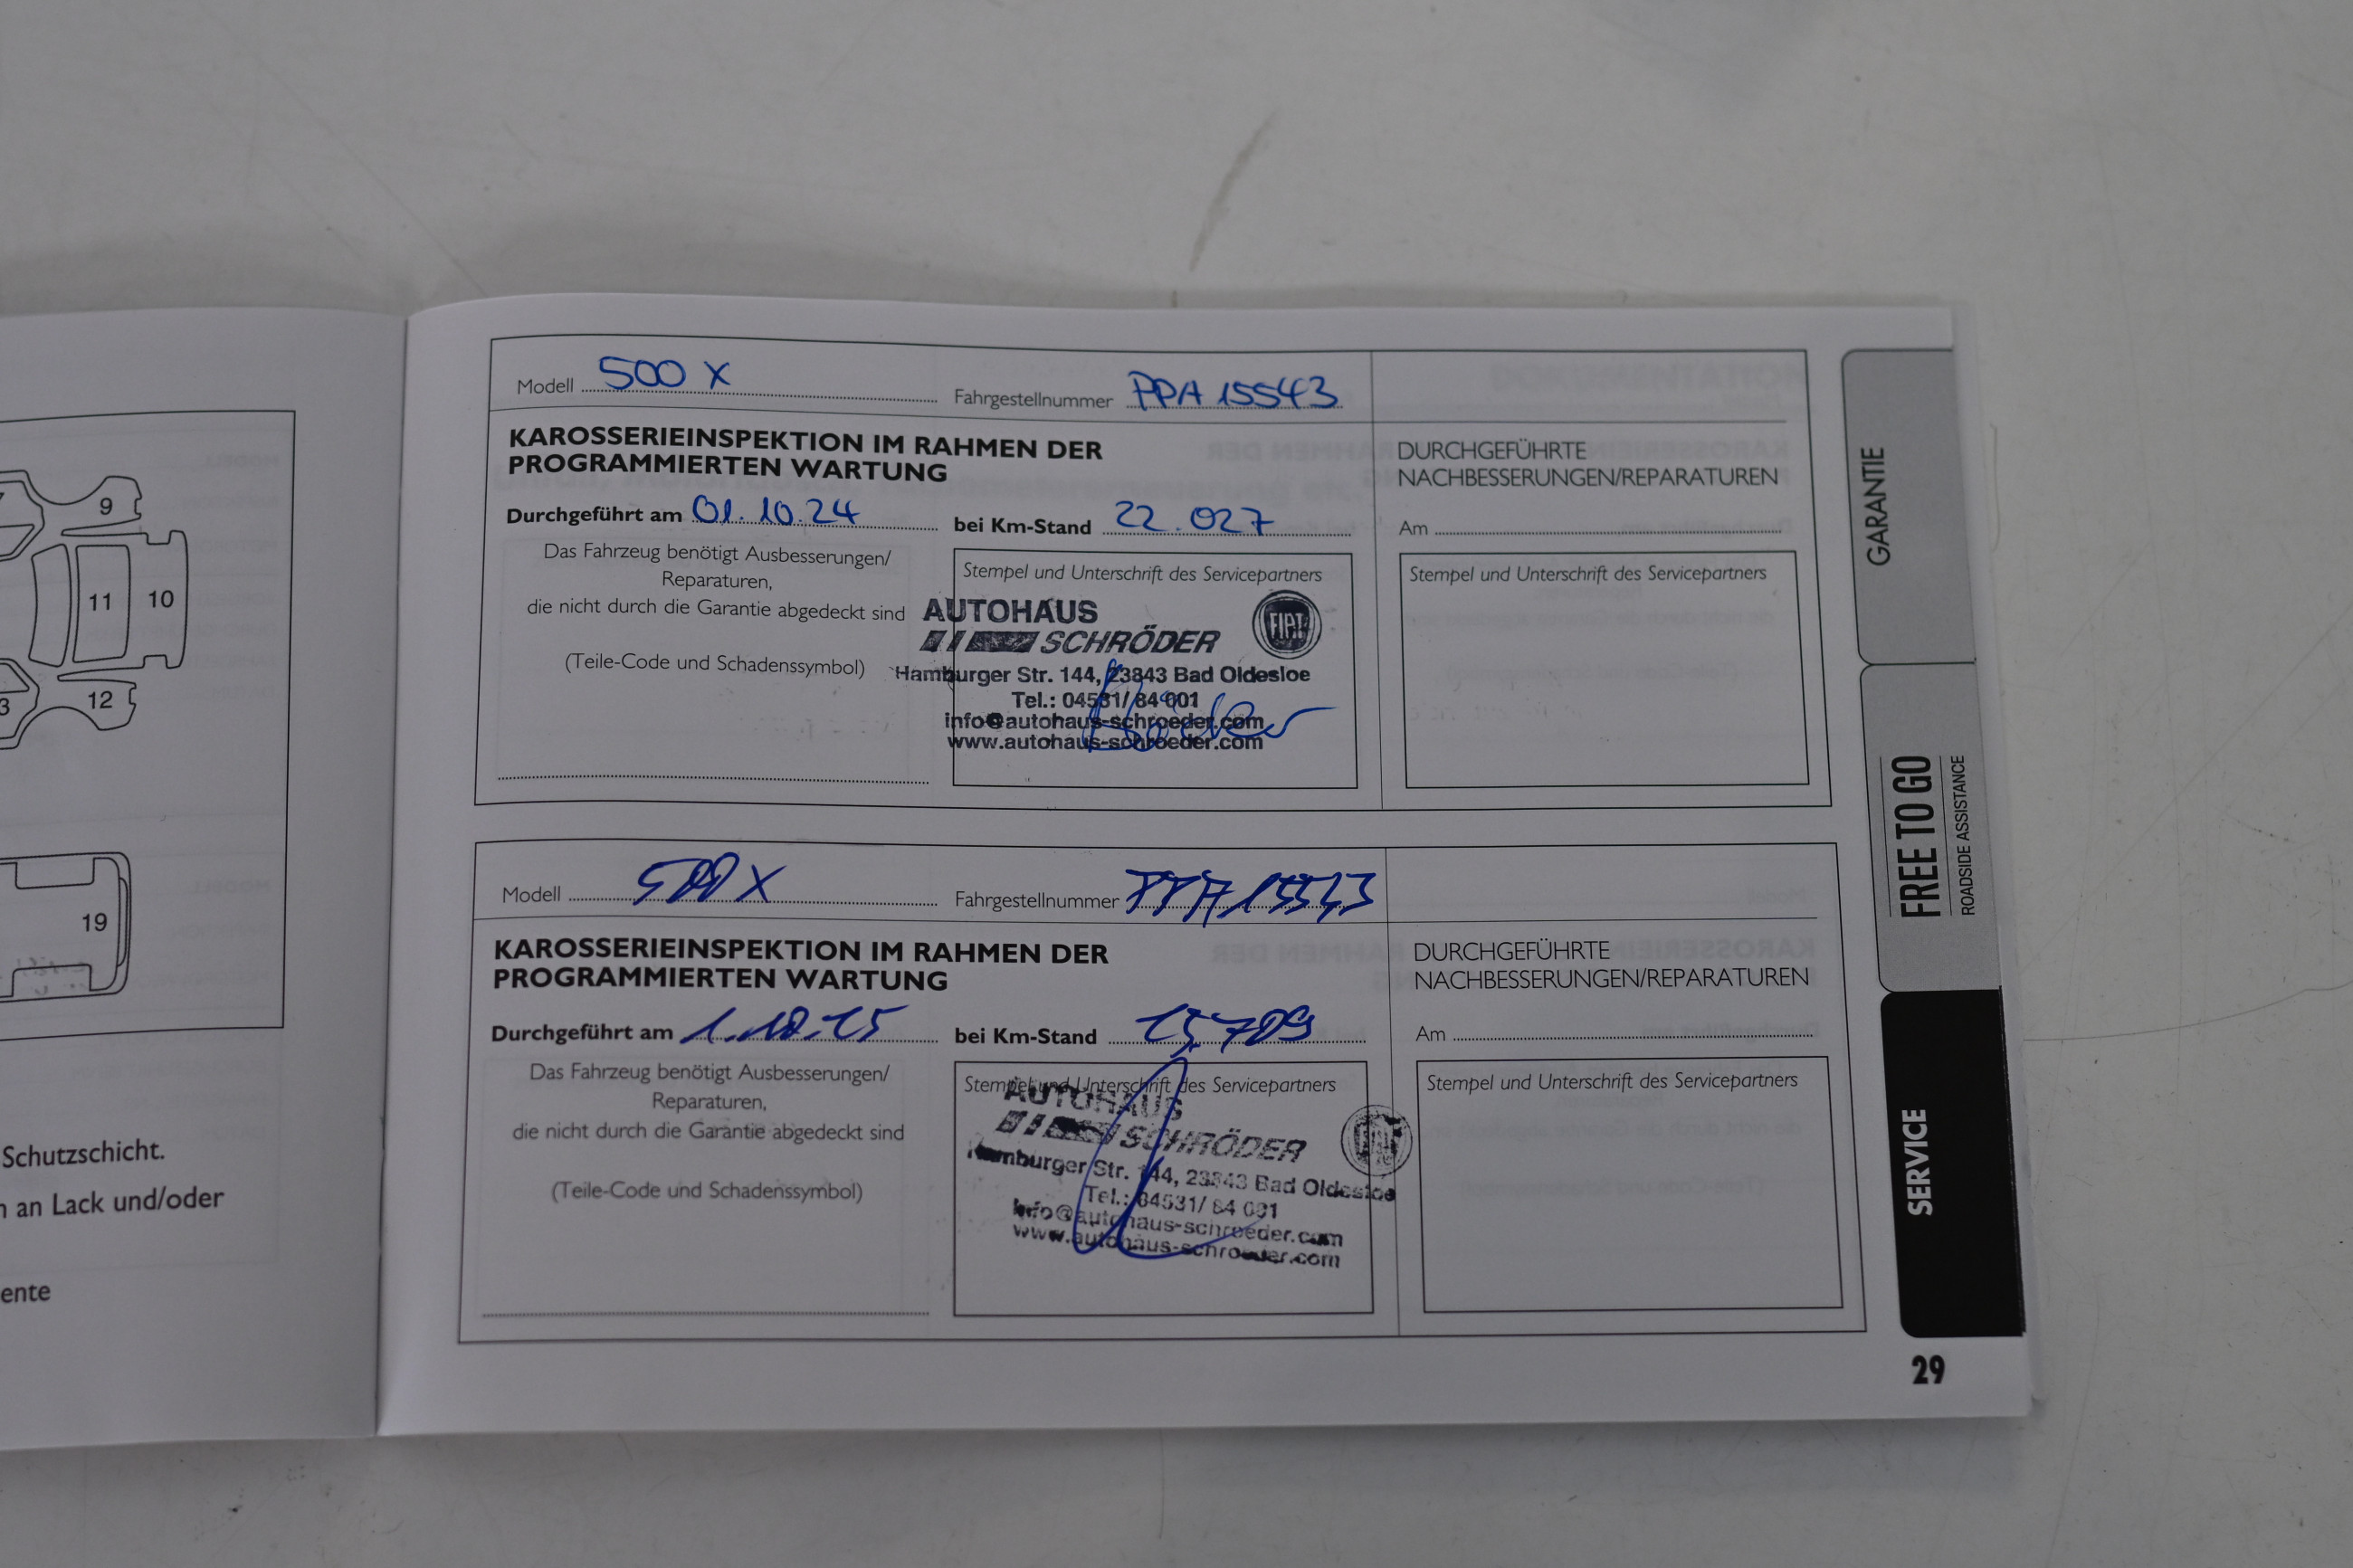 9
11
10
3
12
19
Schutzschicht.
n an Lack und/oder
ente
Modell 500 X
Fahrgestellnummer PPA 15543
KAROSSERIEINSPEKTION IM RAHMEN DER
PROGRAMMIERTEN WARTUNG
Durchgeführt am 01.10.24
bei Km-Stand 22.027
Das Fahrzeug benötigt Ausbesserungen/
Reparaturen,
die nicht durch die Garantie abgedeckt sind
(Teile-Code und Schadenssymbol)
Stempel und Unterschrift des Servicepartners
AUTOHAUS
SCHRÖDER
FIAT
Hamburger Str. 144, 23843 Bad Oldesloe
Tel.: 04531/ 84 001
info@autohaus-schroeder.com
www.autohaus-schroeder.com
DURCHGEFÜHRTE
NACHBESSERUNGEN/REPARATUREN
Am
Stempel und Unterschrift des Servicepartners
Modell 500 X
Fahrgestellnummer PPA15543
KAROSSERIEINSPEKTION IM RAHMEN DER
PROGRAMMIERTEN WARTUNG
Durchgeführt am 1.10.25
bei Km-Stand 25.709
Das Fahrzeug benötigt Ausbesserungen/
Reparaturen,
die nicht durch die Garantie abgedeckt sind
(Teile-Code und Schadenssymbol)
Stempel und Unterschrift des Servicepartners
AUTOHAUS
SCHRÖDER
Hamburger Str. 144, 23843 Bad Oldesloe
Tel.: 04531/ 84 001
info@autohaus-schroeder.com
www.autohaus-schroeder.com
DURCHGEFÜHRTE
NACHBESSERUNGEN/REPARATUREN
Am
Stempel und Unterschrift des Servicepartners
GARANTIE
FREE TO GO
ROADSIDE ASSISTANCE
SERVICE
29